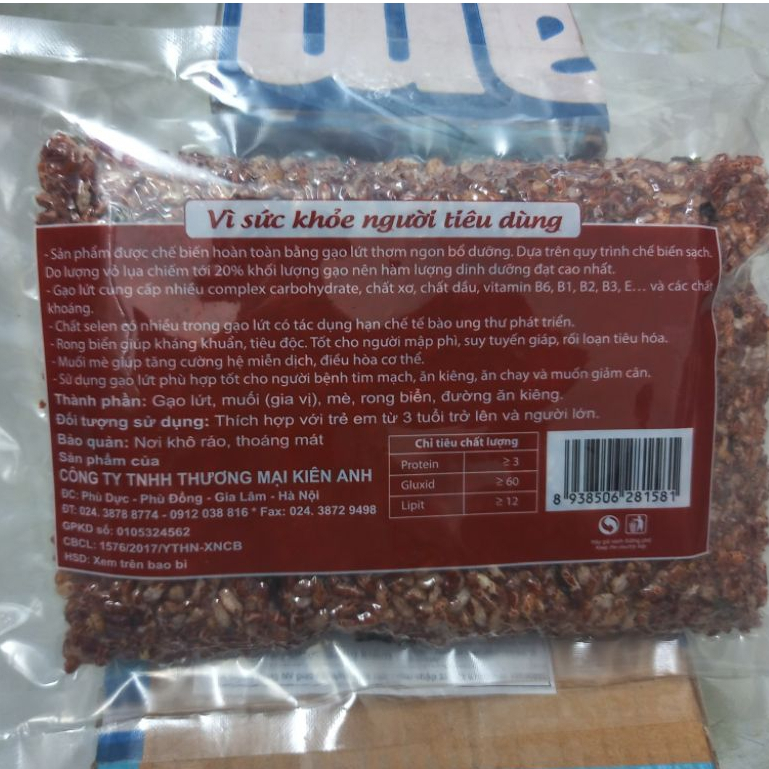 Vì sức khỏe người tiêu dùng
- Sản phẩm được chế biến hoàn toàn bằng gạo lứt thơm ngon bổ dưỡng. Dựa trên quy trình chế biến sạch.
Do lượng vỏ lụa chiếm tới 20% khối lượng gạo nên hàm lượng dinh dưỡng đạt cao nhất.
- Gạo lứt cung cấp nhiều complex carbohydrate, chất xơ, chất dầu, vitamin B6, B1, B2, B3, E... và các chất
khoáng.
- Chất selen có nhiều trong gạo lứt có tác dụng hạn chế tế bào ung thư phát triển.
- Rong biển giúp kháng khuẩn, tiêu độc. Tốt cho người mập phì, suy tuyến giáp, rối loạn tiêu hóa.
- Muối mè giúp tăng cường hệ miễn dịch, điều hòa cơ thể.
- Sử dụng gạo lứt phù hợp tốt cho người bệnh tim mạch, ăn kiêng, ăn chay và muốn giảm cân.
Thành phần: Gạo lứt, muối (gia vị), mè, rong biển, đường ăn kiêng.
Đối tượng sử dụng: Thích hợp với trẻ em từ 3 tuổi trở lên và người lớn.
Bảo quản: Nơi khô ráo, thoáng mát
Sản phẩm của
CÔNG TY TNHH THƯƠNG MẠI KIÊN ANH
ĐC: Phù Dực - Phù Đổng - Gia Lâm - Hà Nội
ĐT: 024. 3878 8774 - 0912 038 816 * Fax: 024. 3872 9498
GPKD số: 0105324562
CBCL: 1576/2017/YTHN-XNCB
HSD: Xem trên bao bì
Chỉ tiêu chất lượng
Protein ≥ 3
Gluxid ≥ 60
Lipit ≥ 12
8 938506 281581